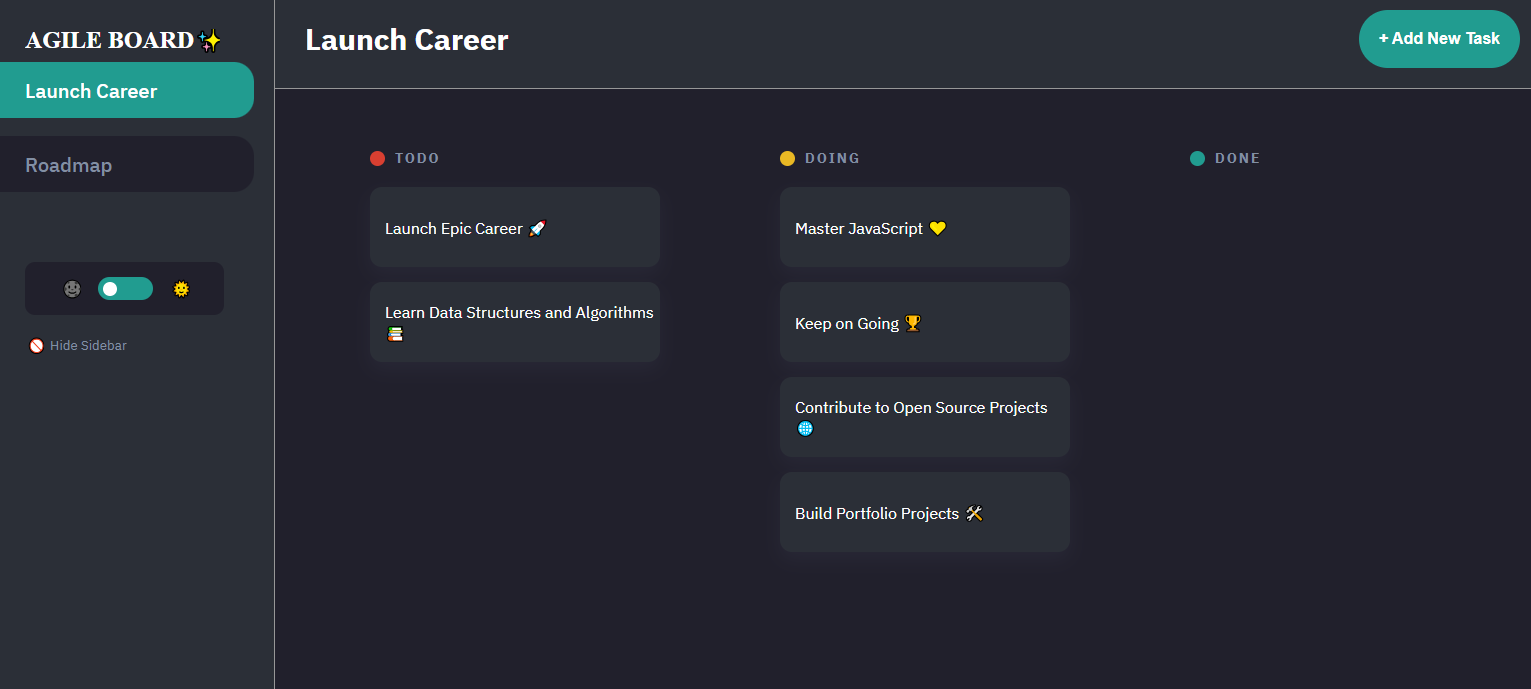 AGILE BOARD✨
Launch Career
Roadmap
🚫 Hide Sidebar
Launch Career
+ Add New Task
TODO
Launch Epic Career 🚀
Learn Data Structures and Algorithms
📚
DOING
Master JavaScript 💛
Keep on Going 🏆
Contribute to Open Source Projects
🌐
Build Portfolio Projects 🛠️
DONE